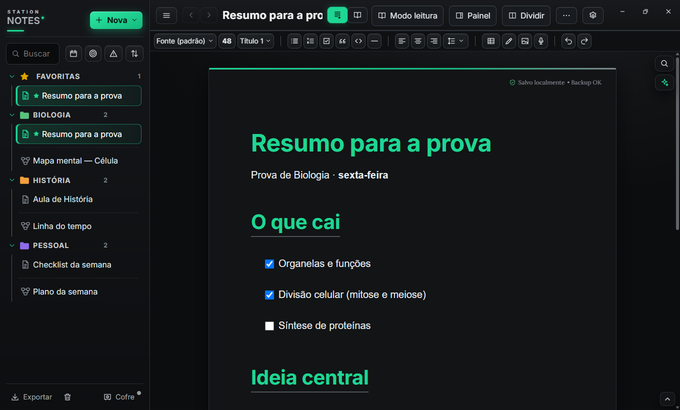 STATION
NOTES
+ Nova
Buscar
FAVORITAS 1
Resumo para a prova
BIOLOGIA 2
Resumo para a prova
Mapa mental — Célula
HISTÓRIA 2
Aula de História
Linha do tempo
PESSOAL 2
Checklist da semana
Plano da semana
Exportar
Cofre
Resumo para a pro
Modo leitura
Painel
Dividir
Fonte (padrão) 48 Título 1
Salvo localmente • Backup OK
Resumo para a prova
Prova de Biologia · sexta-feira
O que cai
Organelas e funções
Divisão celular (mitose e meiose)
Síntese de proteínas
Ideia central